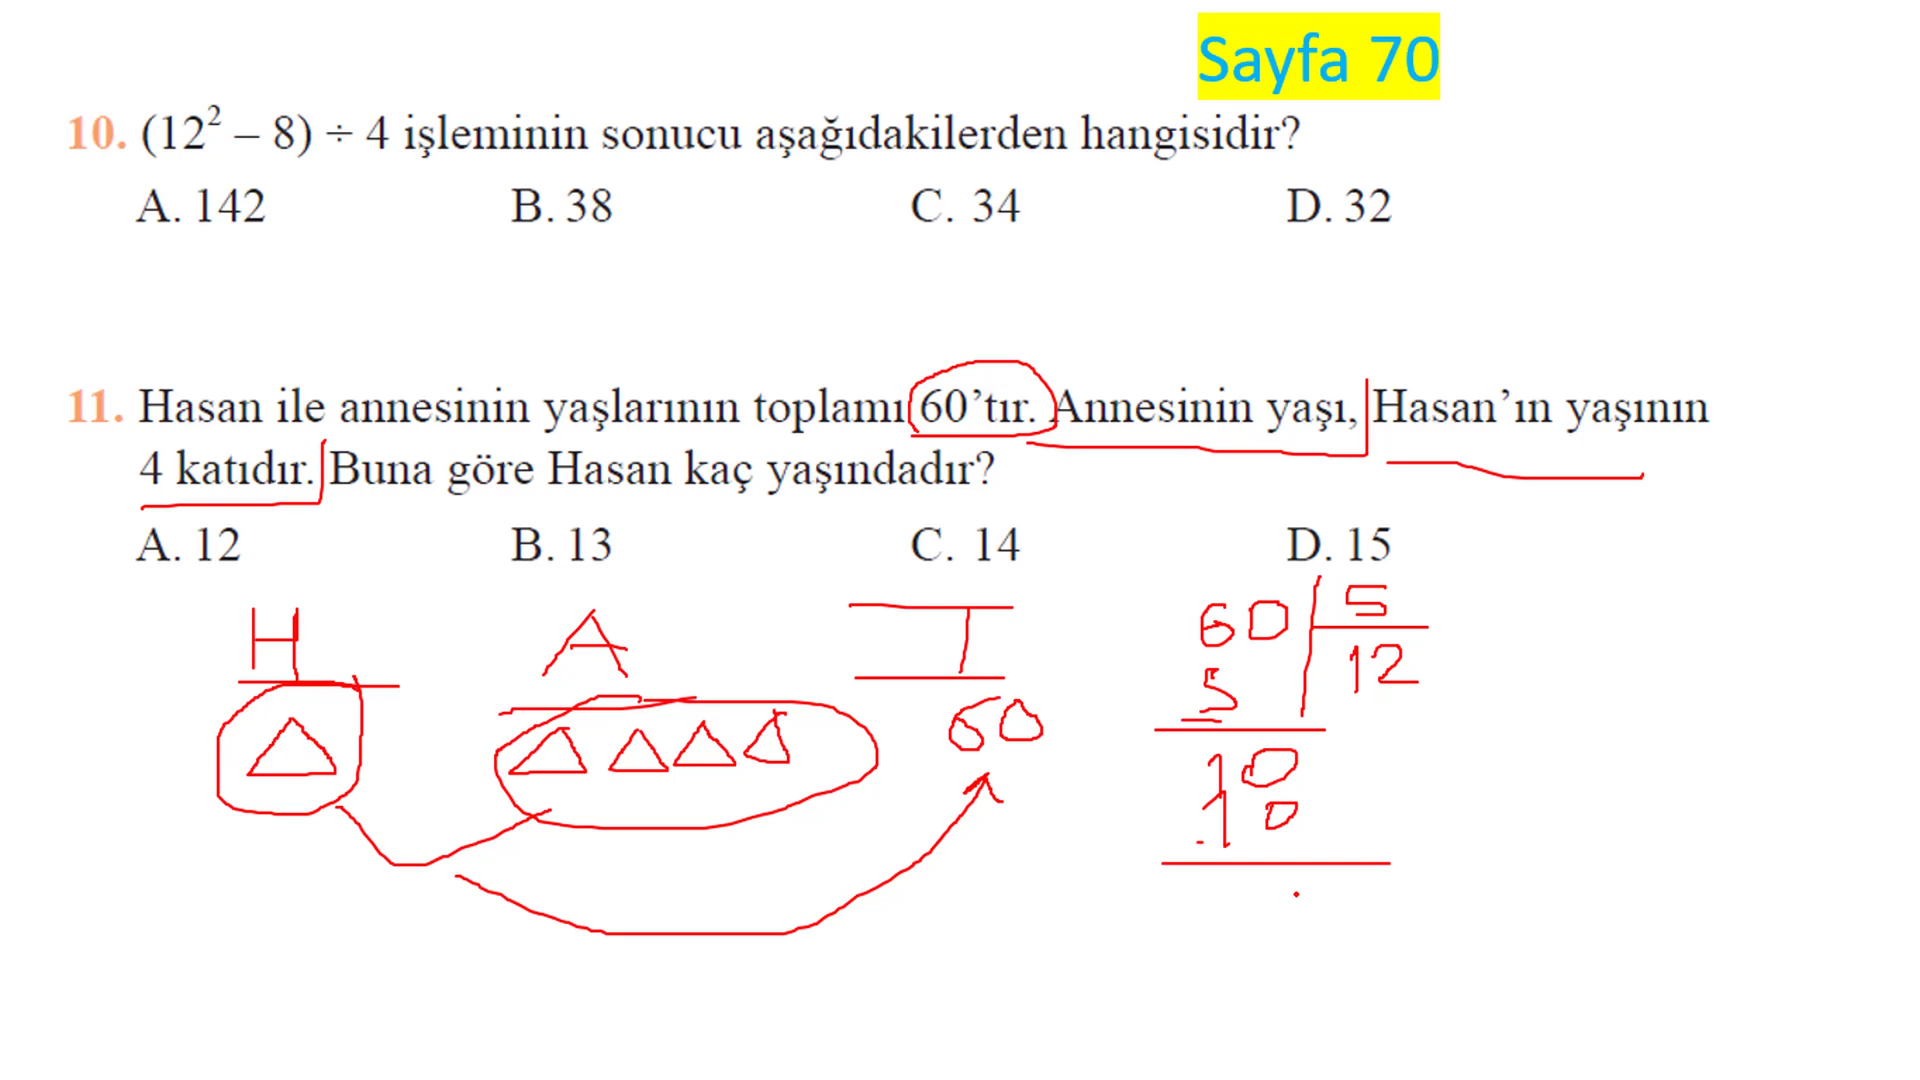 Sayfa 70
10. (12² – 8) ÷ 4 işleminin sonucu aşağıdakilerden hangisidir?
A. 142 B. 38 C. 34 D. 32
11. Hasan ile annesinin yaşlarının toplamı 60’tır. Annesinin yaşı, Hasan’ın yaşının
4 katıdır. Buna göre Hasan kaç yaşındadır?
A. 12 B. 13 C. 14 D. 15
H A T 60 5
5 12
60
10
10